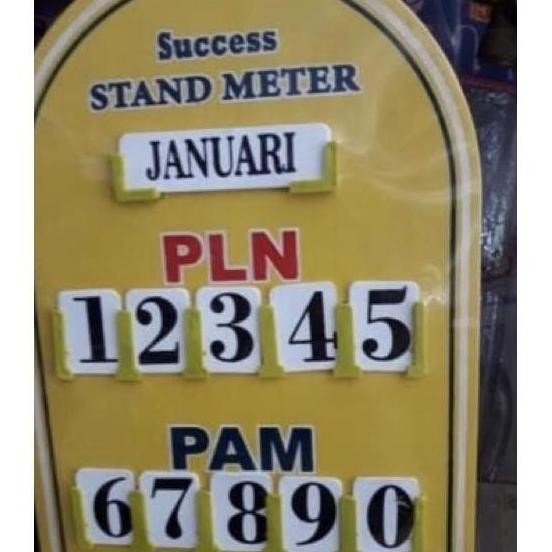 Success
STAND METER
JANUARI
PLN
12345
PAM
67890